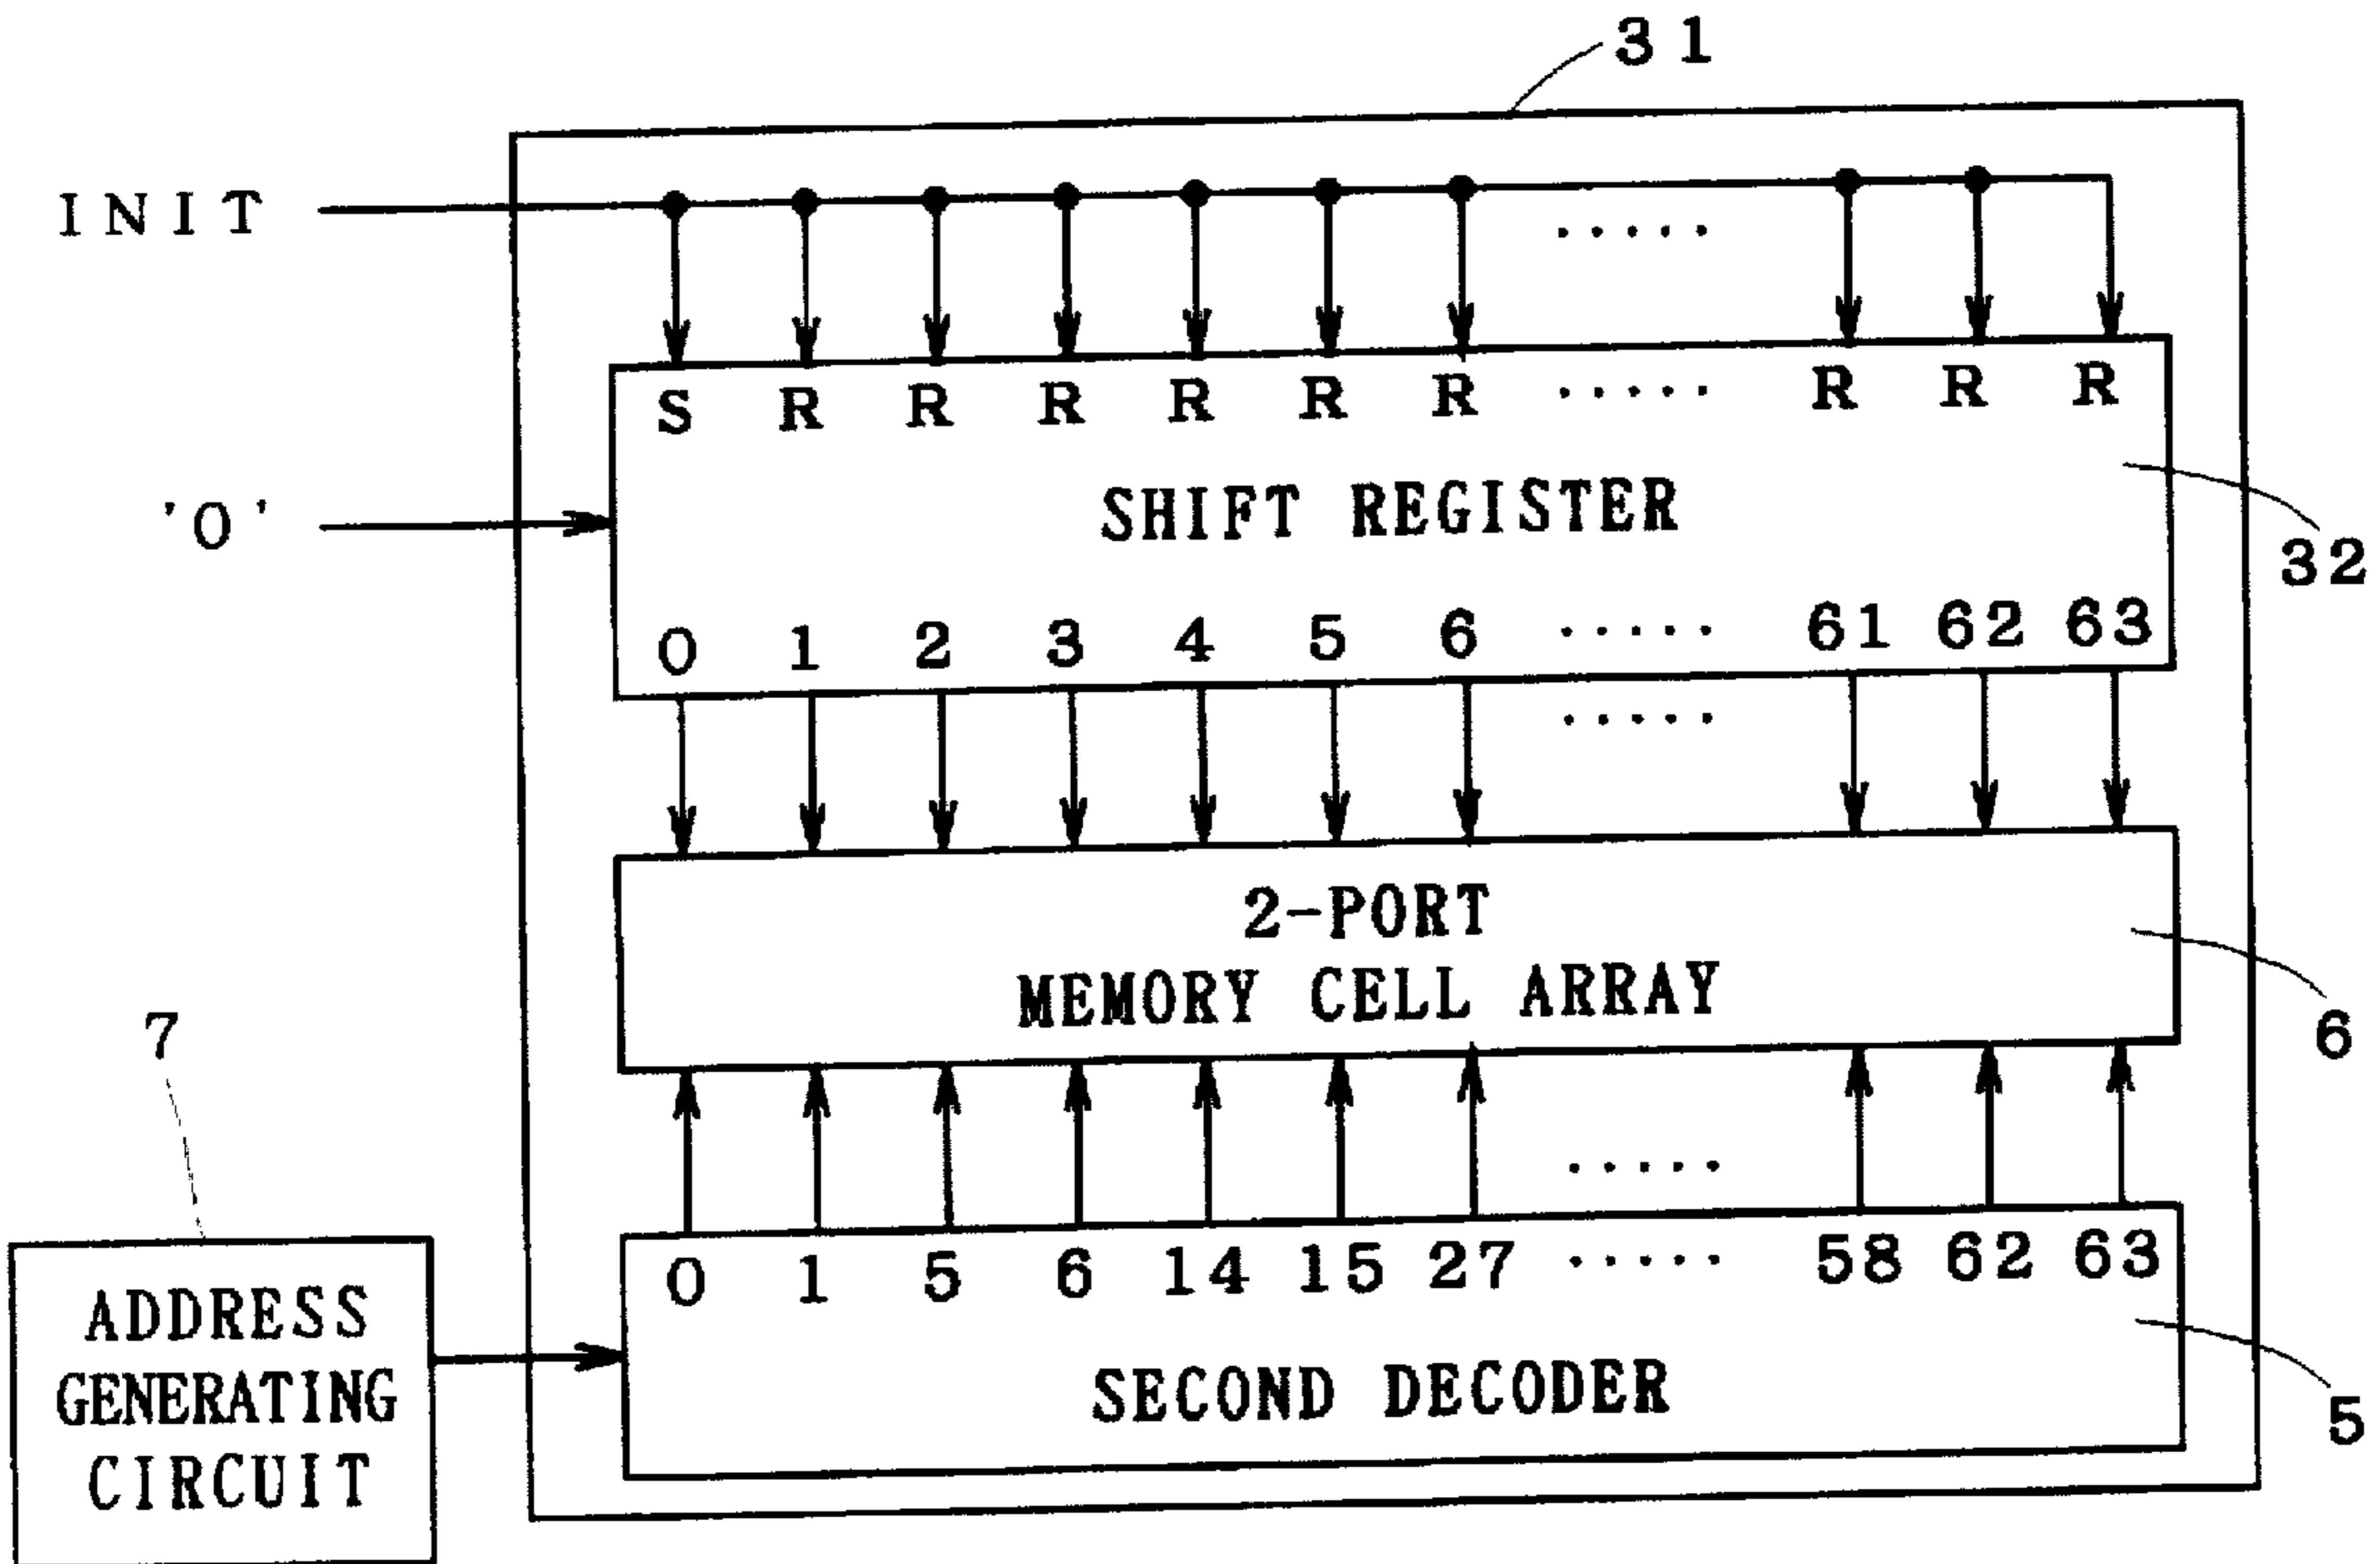 31
INIT
S R R R R R R ..... R R R
'0'
SHIFT REGISTER
32
0 1 2 3 4 5 6 ..... 61 62 63
.....
2-PORT
MEMORY CELL ARRAY
6
7
.....
0 1 5 6 14 15 27 ..... 58 62 63
ADDRESS
GENERATING
CIRCUIT
SECOND DECODER
5